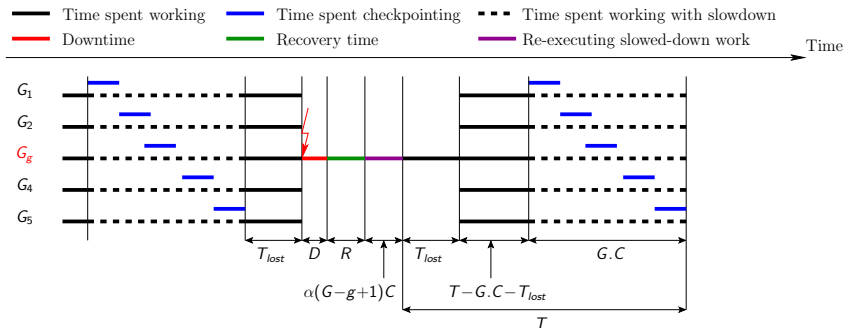 Time spent working Time spent checkpointing Time spent working with slowdown
Downtime Recovery time Re-executing slowed-down work
Time
G1
G2
Gg
G4
G5
Tlost D R Tlost G.C
α(G−g+1)C T−G.C−Tlost
T